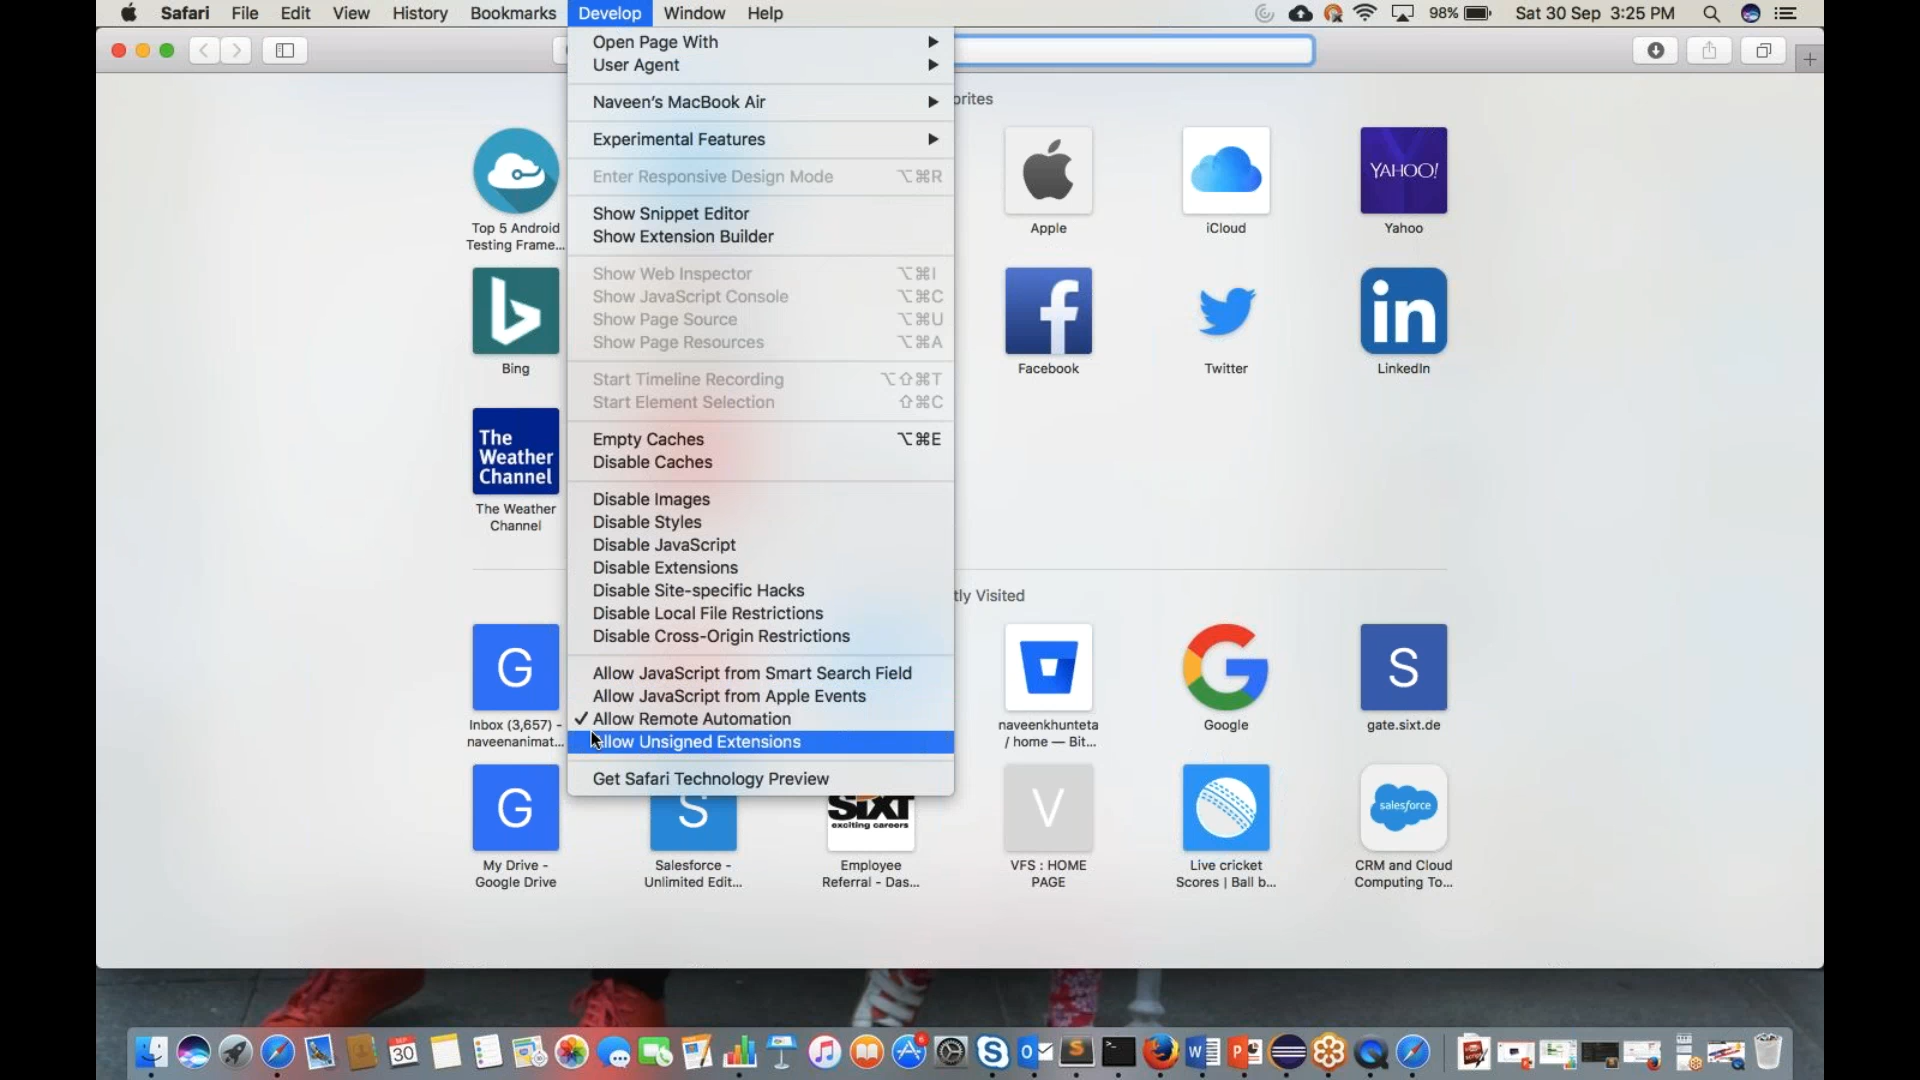 Safari File Edit View History Bookmarks Develop Window Help 98% Sat 30 Sep 3:25 PM
Open Page With
User Agent
Naveen's MacBook Air
Experimental Features
Enter Responsive Design Mode ⌥⌘R
Show Snippet Editor
Show Extension Builder
Show Web Inspector ⌥⌘I
Show JavaScript Console ⌥⌘C
Show Page Source ⌥⌘U
Show Page Resources ⌥⌘A
Start Timeline Recording ⌥⇧⌘T
Start Element Selection ⇧⌘C
Empty Caches ⌥⌘E
Disable Caches
Disable Images
Disable Styles
Disable JavaScript
Disable Extensions
Disable Site-specific Hacks
Disable Local File Restrictions
Disable Cross-Origin Restrictions
Allow JavaScript from Smart Search Field
Allow JavaScript from Apple Events
✓ Allow Remote Automation
llow Unsigned Extensions
Get Safari Technology Preview
orites
YAHOO!
Top 5 Android
Testing Frame...
Apple
iCloud
Yahoo
Bing
Facebook
Twitter
in
LinkedIn
The
Weather
Channel
The Weather
Channel
tly Visited
G
Inbox (3,657) -
naveenanimat...
naveenkhunteta
/ home — Bit...
Google
S
gate.sixt.de
G
My Drive -
Google Drive
S
Salesforce -
Unlimited Edit...
SIXT
exciting careers
Employee
Referral - Das...
V
VFS : HOME
PAGE
Live cricket
Scores | Ball b...
salesforce
CRM and Cloud
Computing To...
30